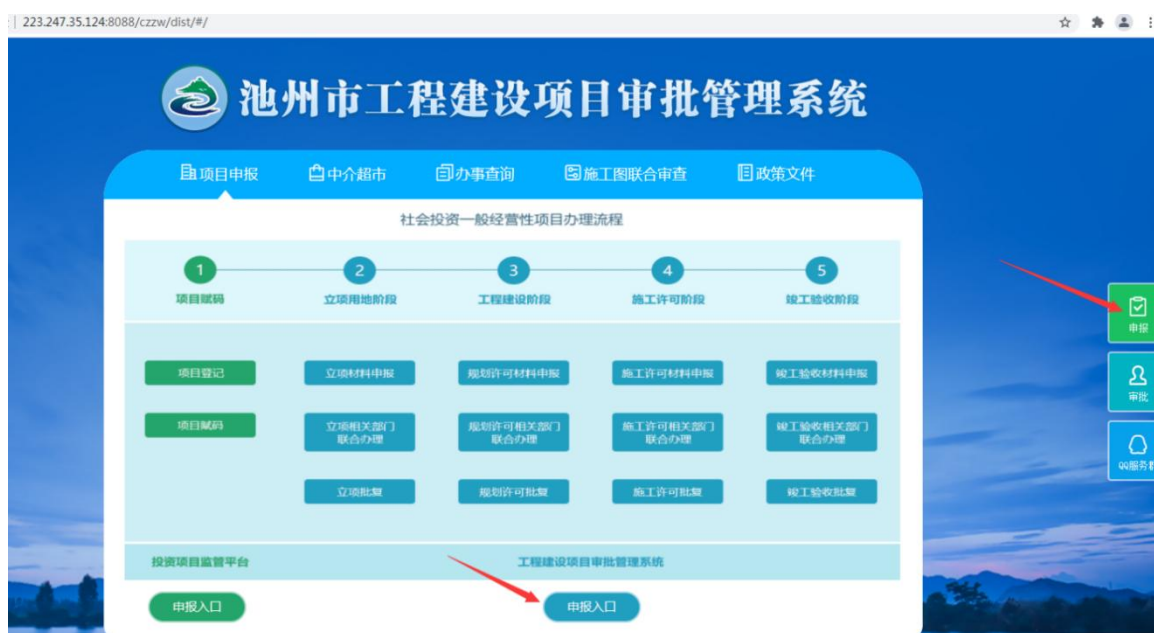 223.247.35.124:8088/czzw/dist/#/
池州市工程建设项目审批管理系统
项目申报 中介超市 办事查询 施工图联合审查 政策文件
社会投资一般经营性项目办理流程
1 2 3 4 5
项目赋码 立项用地阶段 工程建设阶段 施工许可阶段 竣工验收阶段
申报
项目登记 立项材料申报 规划许可材料申报 施工许可材料申报 竣工验收材料申报
审批
项目赋码 立项相关部门 规划许可相关部门 施工许可相关部门 竣工验收相关部门
联合办理 联合办理 联合办理 联合办理
QQ服务群
立项批复 规划许可批复 施工许可批复 竣工验收批复
投资项目监管平台 工程建设项目审批管理系统
申报入口 申报入口